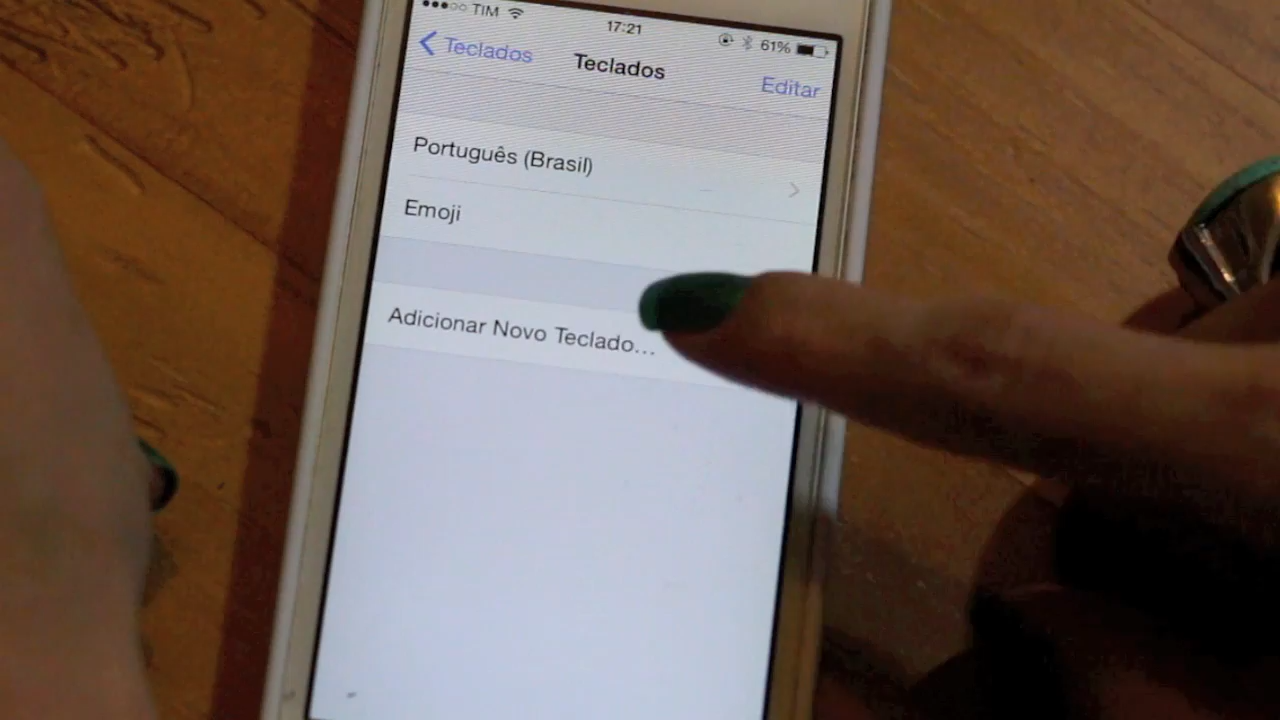 TIM 17:21 61%
Teclados Teclados Editar
Português (Brasil)
Emoji
Adicionar Novo Teclado...